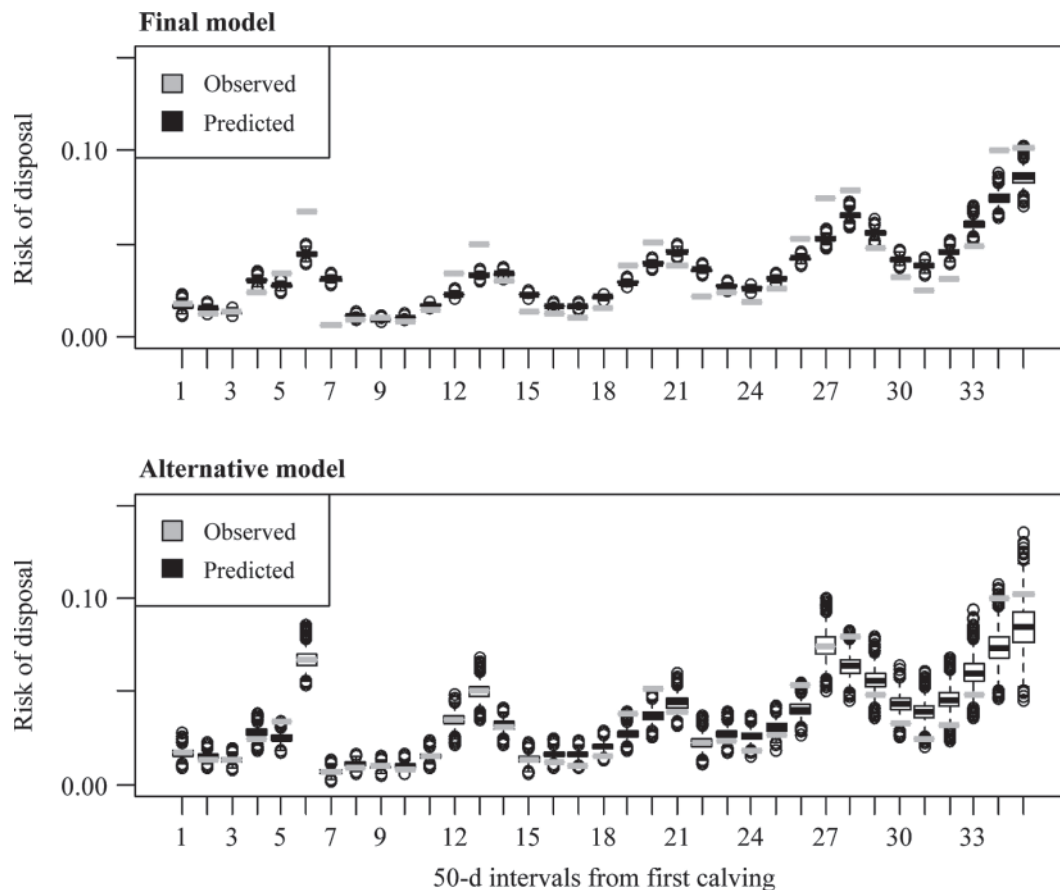 Final model
Observed
Predicted
Risk of disposal
0.10
0.00
1 3 5 7 9 12 15 18 21 24 27 30 33
Alternative model
Observed
Predicted
Risk of disposal
0.10
0.00
1 3 5 7 9 12 15 18 21 24 27 30 33
50-d intervals from first calving